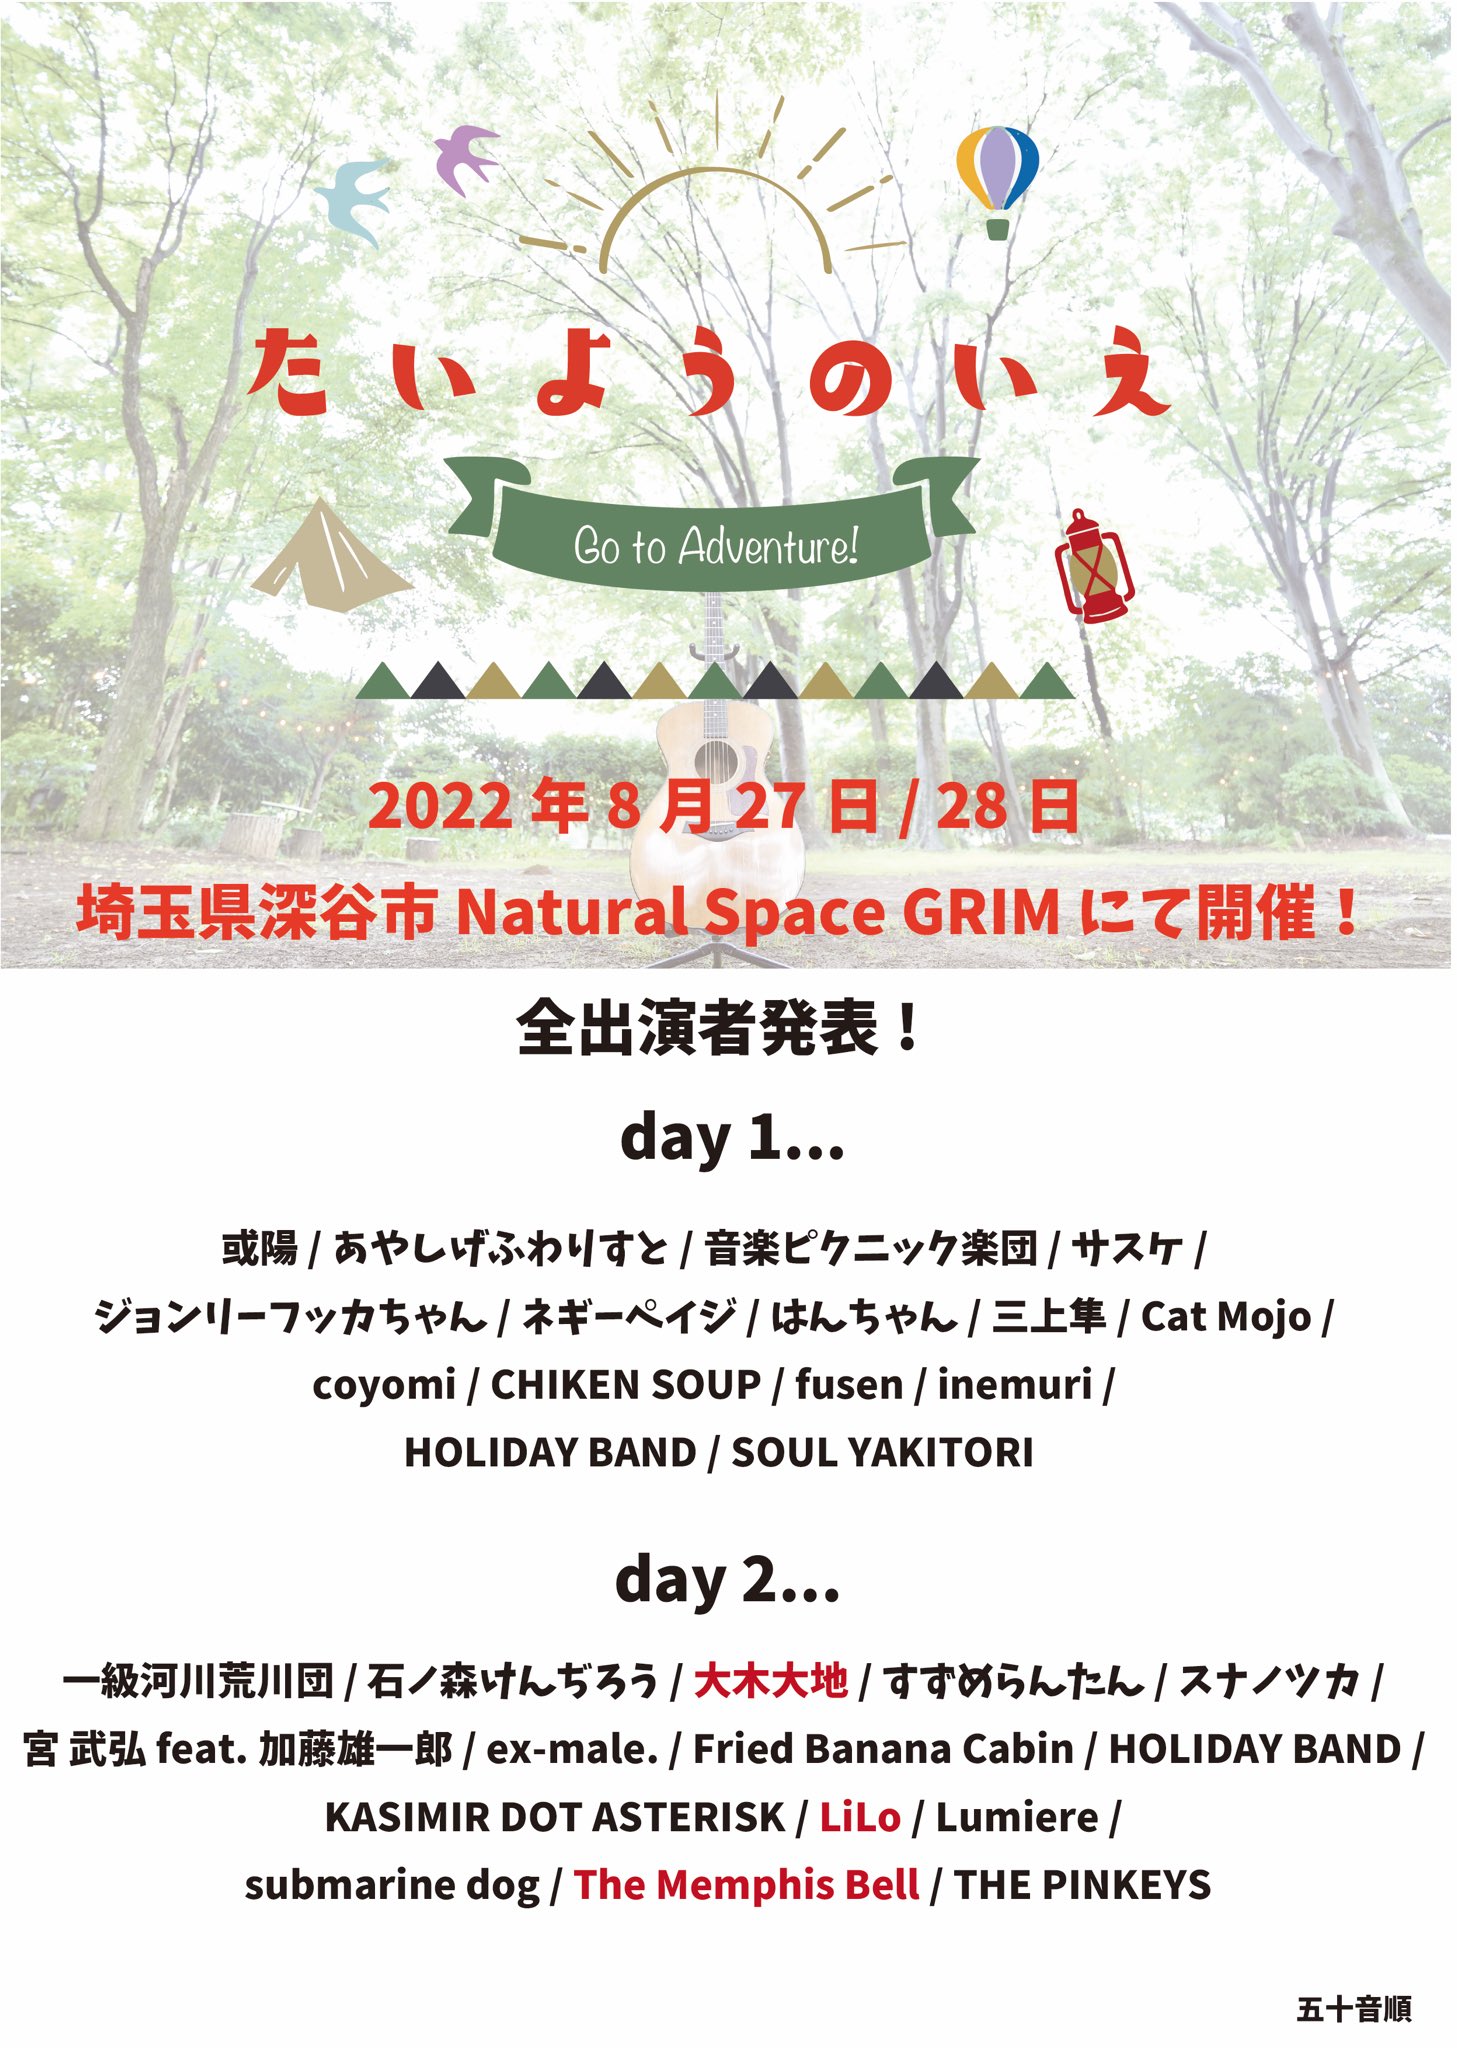 たいようのいえ
Go to Adventure!
2022 年 8 月 27 日 / 28 日
埼玉県深谷市 Natural Space GRIM にて開催！
全出演者発表！
day 1...
或陽 / あやしげふわりすと / 音楽ピクニック楽団 / サスケ /
ジョンリーフッカちゃん / ネギーペイジ / はんちゃん / 三上隼 / Cat Mojo /
coyomi / CHIKEN SOUP / fusen / inemuri /
HOLIDAY BAND / SOUL YAKITORI
day 2...
一級河川荒川団 / 石ノ森けんぢろう / 大木大地 / すずめらんたん / スナノツカ /
宮 武弘 feat. 加藤雄一郎 / ex-male. / Fried Banana Cabin / HOLIDAY BAND /
KASIMIR DOT ASTERISK / LiLo / Lumiere /
submarine dog / The Memphis Bell / THE PINKEYS
五十音順